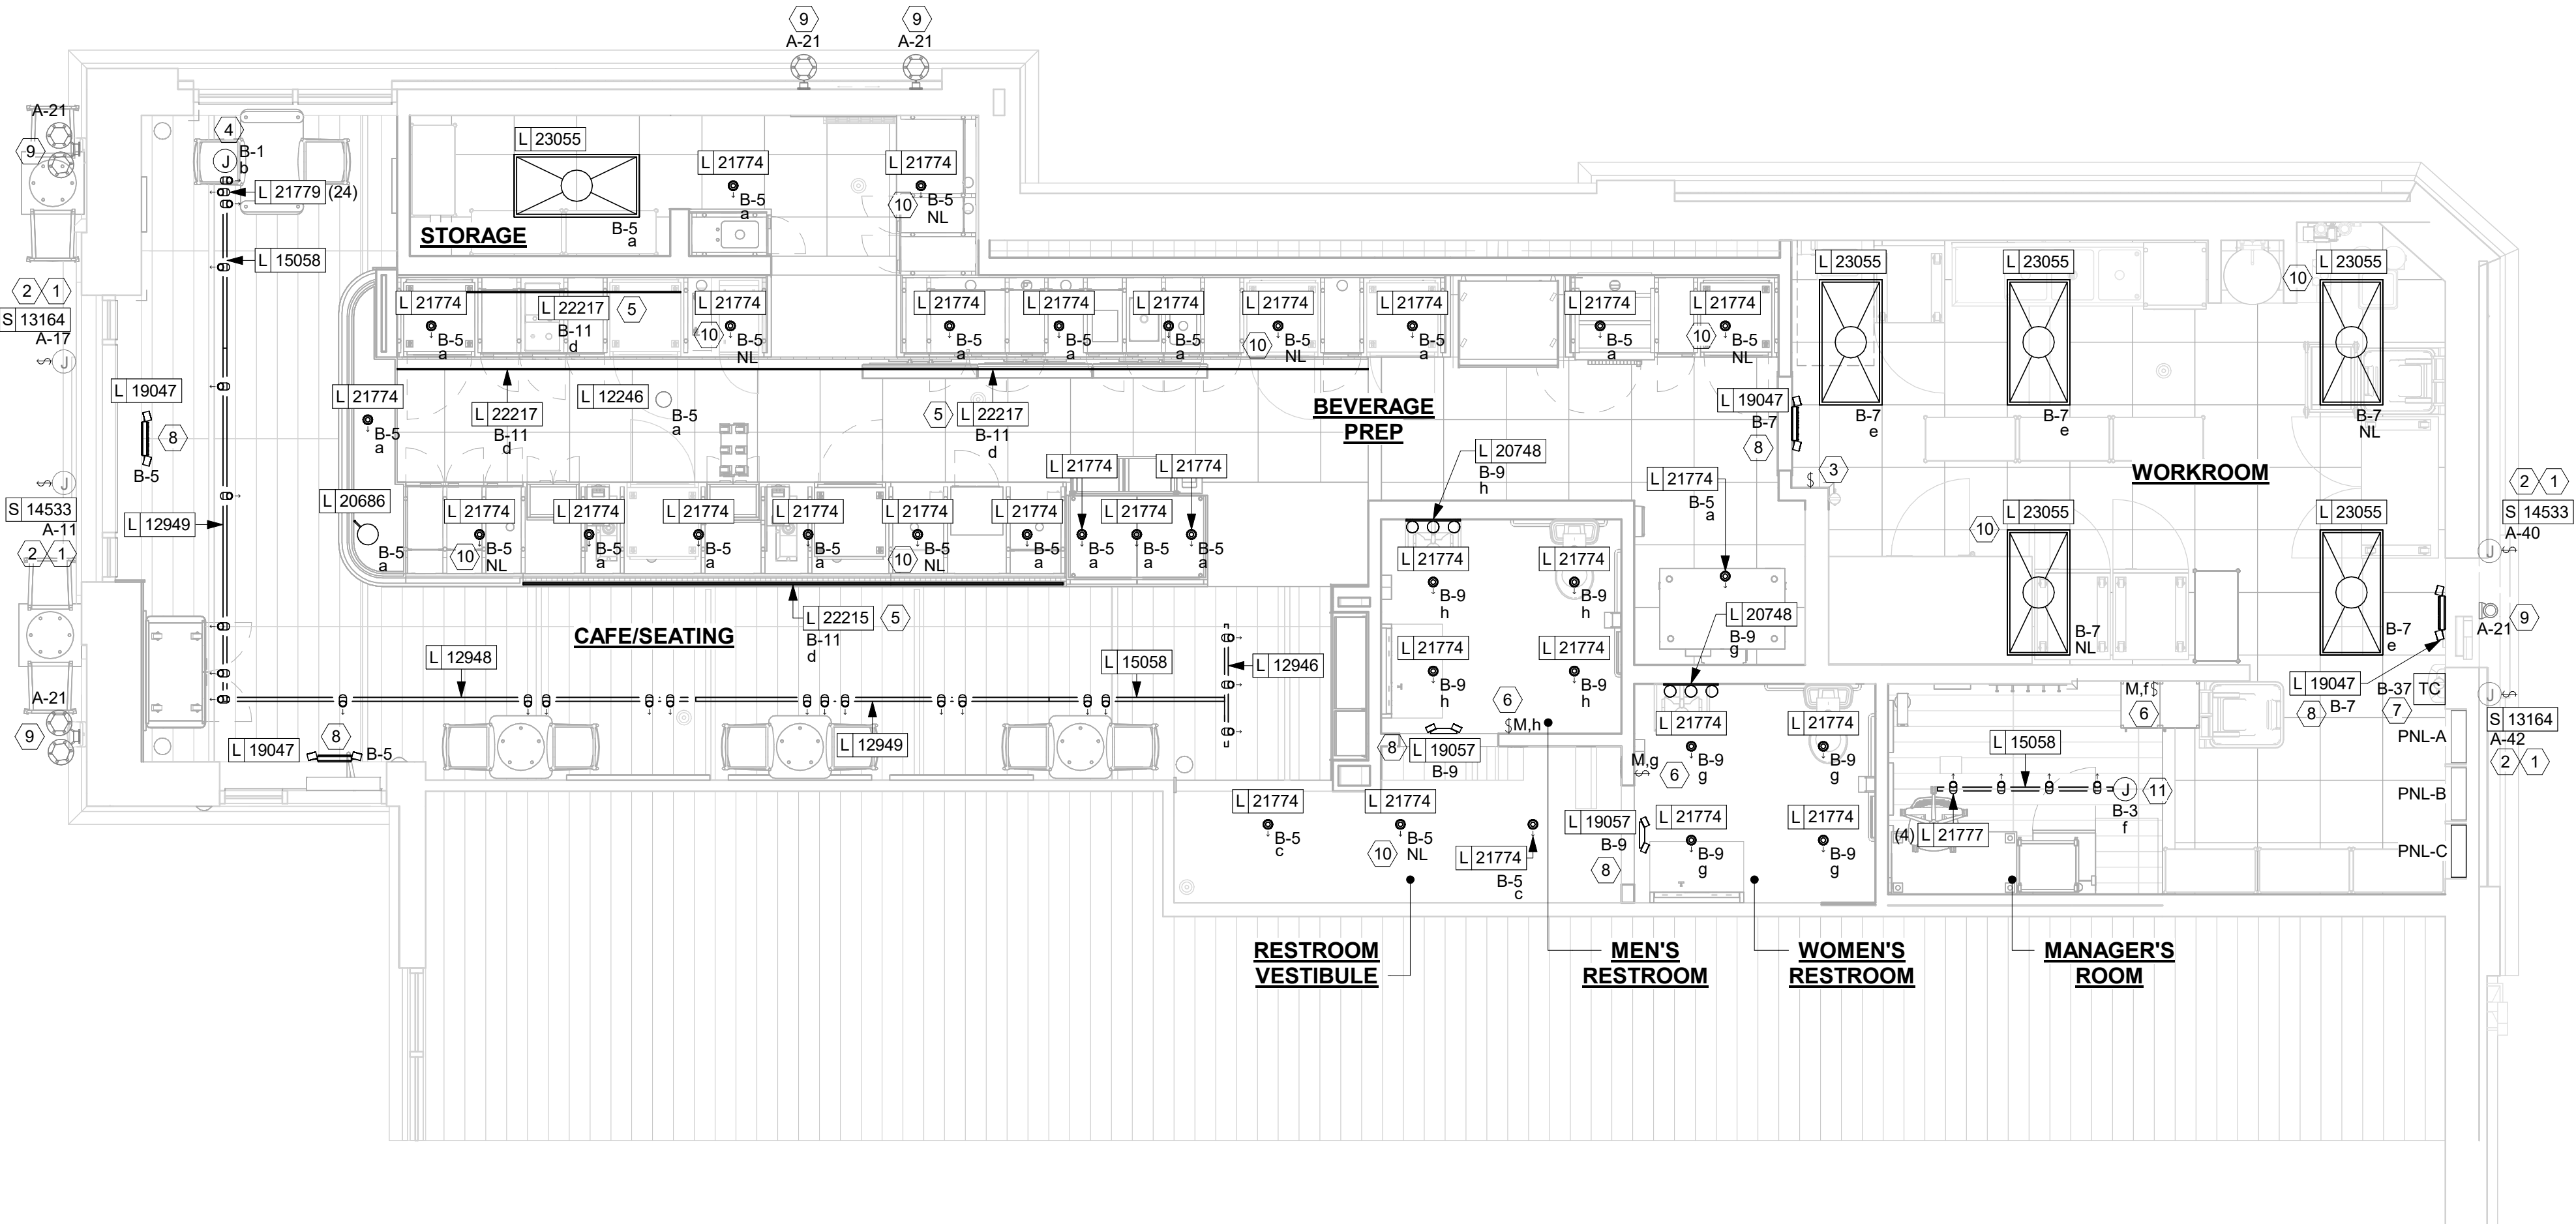 9
9
A-21
A-21
A-21
9
4
J
B-1
b
L 21779 (24)
L 15058
L 23055
B-5
a
L 21774
B-5
a
L 21774
10
B-5
NL
STORAGE
2
1
S 13164
A-17
J
L 19047
8
B-5
J
S 14533
A-11
2
1
L 12949
L 21774
B-5
a
L 22217
B-11
d
5
L 21774
10
B-5
NL
L 21774
B-5
a
L 21774
B-5
a
L 21774
B-5
a
L 21774
10
B-5
NL
L 21774
B-5
a
L 21774
B-5
a
L 21774
10
B-5
NL
L 23055
B-7
e
L 23055
B-7
e
L 23055
10
B-7
NL
L 21774
B-5
a
L 22217
B-11
d
L 12246
B-5
a
5
L 22217
B-11
d
BEVERAGE
PREP
L 19047
B-7
8
3
$
WORKROOM
L 20686
B-5
a
L 21774
10
B-5
NL
L 21774
B-5
a
L 21774
B-5
a
L 21774
B-5
a
L 21774
10
B-5
NL
L 21774
B-5
a
L 21774
B-5
a
L 21774
B-5
a
L 21774
B-5
a
L 20748
B-9
h
L 21774
B-5
a
L 21774
B-9
h
L 21774
B-9
h
L 21774
B-9
h
L 21774
B-9
h
L 20748
B-9
g
L 23055
10
B-7
NL
L 23055
B-7
e
2
1
S 14533
A-40
J
A-21
9
L 22215
5
B-11
d
CAFE/SEATING
L 12948
L 15058
L 12946
L 12949
A-21
9
L 19047
8
B-5
6
$M,h
8
L 19057
B-9
M,g
$
6
L 21774
B-9
g
L 21774
B-9
g
L 21774
B-9
g
L 21774
B-9
g
L 19057
B-9
8
M,f$
6
L 15058
J
11
B-3
f
(4) L 21777
L 19047
8
B-7
B-37
TC
7
J
S 13164
A-42
2
1
PNL-A
PNL-B
PNL-C
L 21774
B-5
c
L 21774
10
B-5
NL
L 21774
B-5
c
RESTROOM
VESTIBULE
MEN'S
RESTROOM
WOMEN'S
RESTROOM
MANAGER'S
ROOM